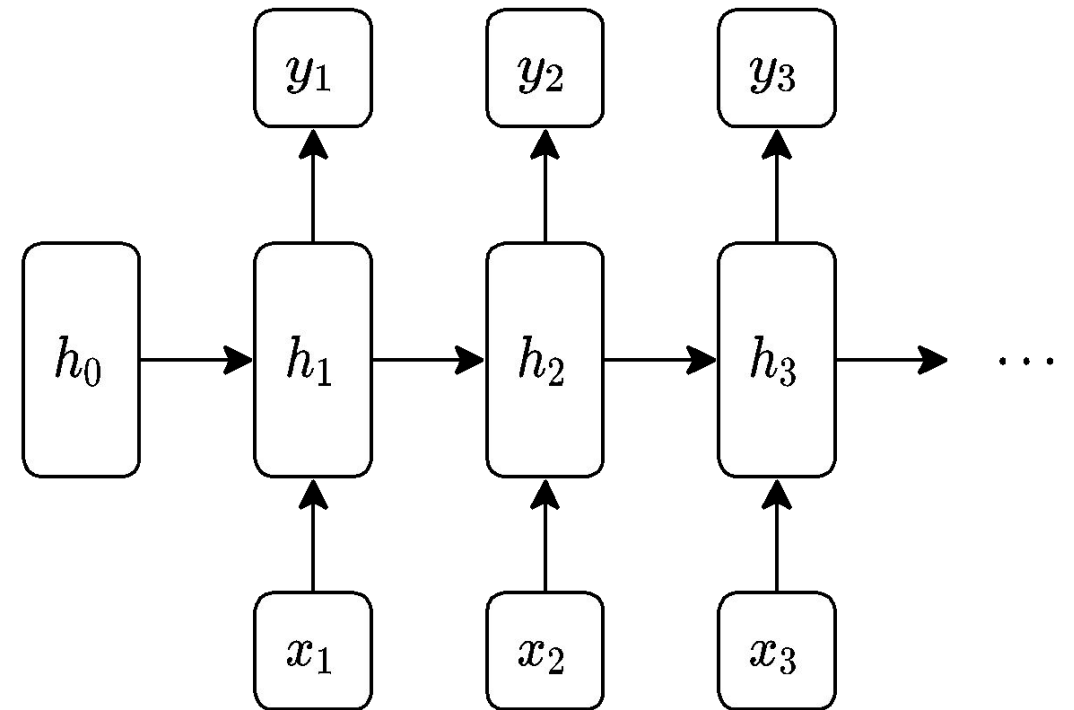 y₁ y₂ y₃
h₀ h₁ h₂ h₃ ···
x₁ x₂ x₃